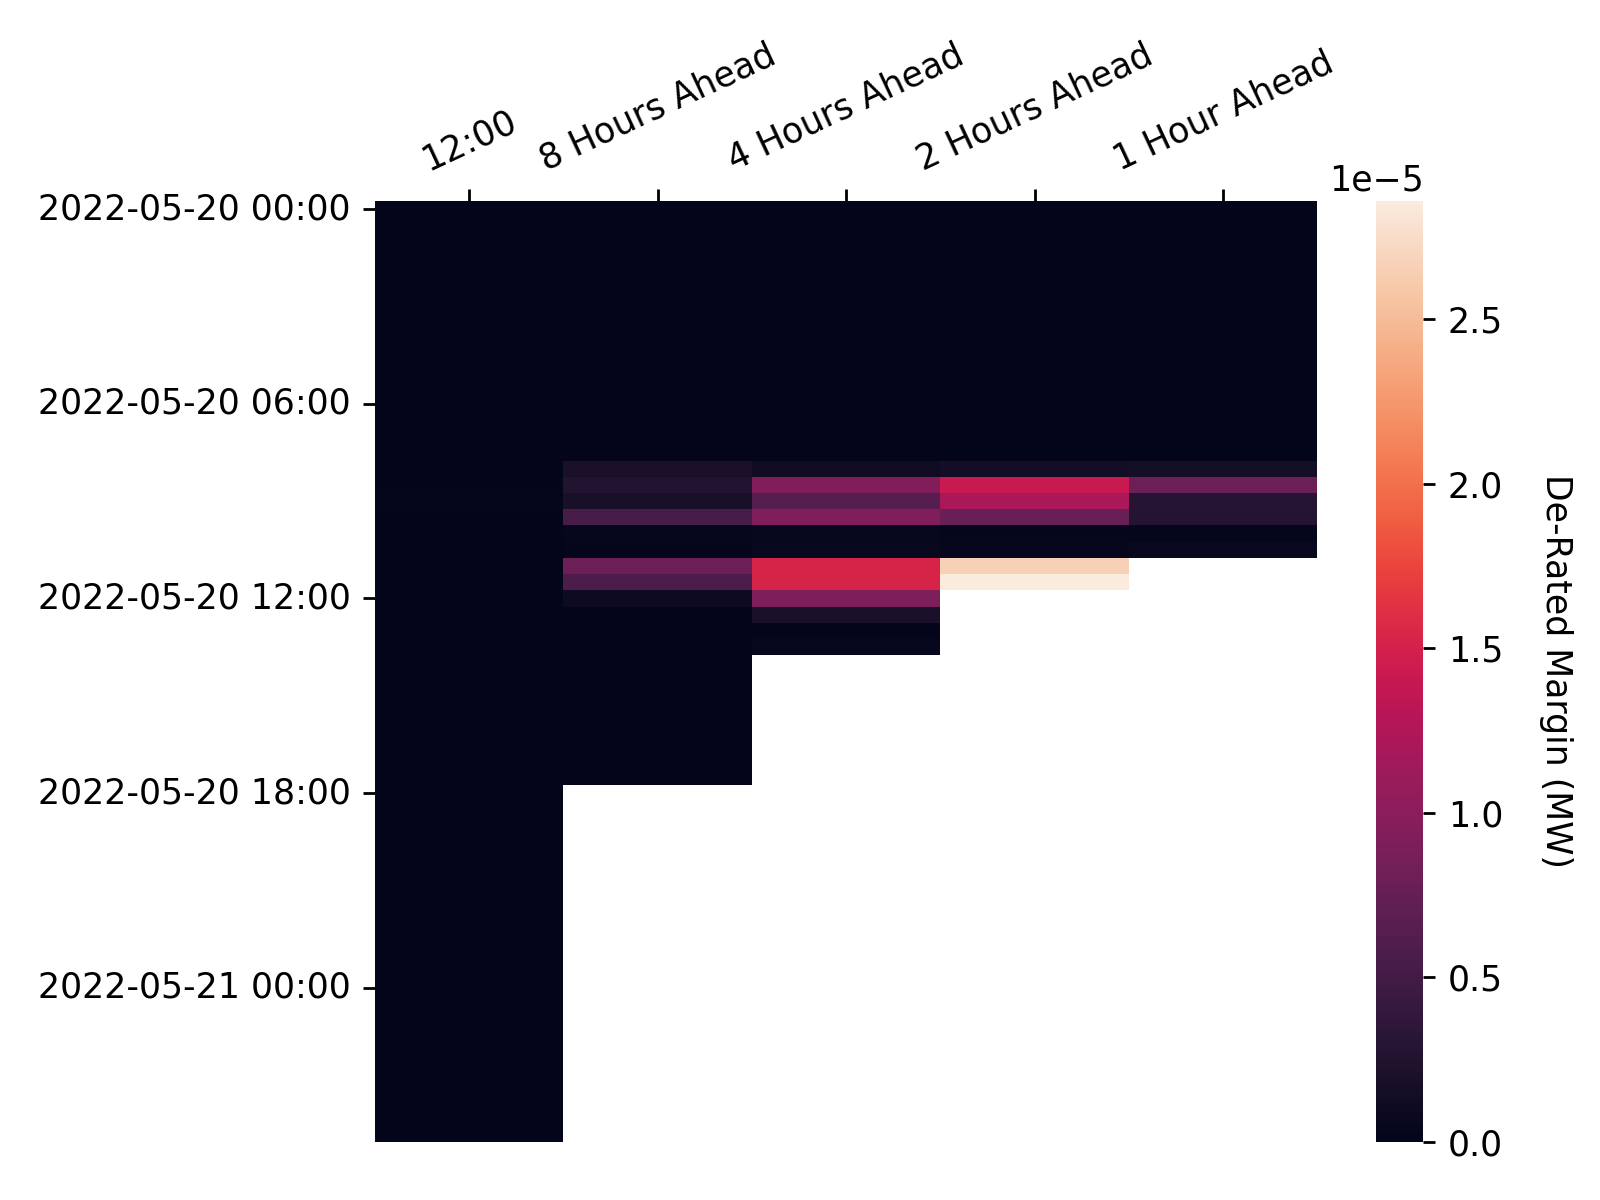 12:00
8 Hours Ahead
4 Hours Ahead
2 Hours Ahead
1 Hour Ahead
1e−5
2022-05-20 00:00
2022-05-20 06:00
2022-05-20 12:00
2022-05-20 18:00
2022-05-21 00:00
2.5
2.0
1.5
1.0
0.5
0.0
De-Rated Margin (MW)